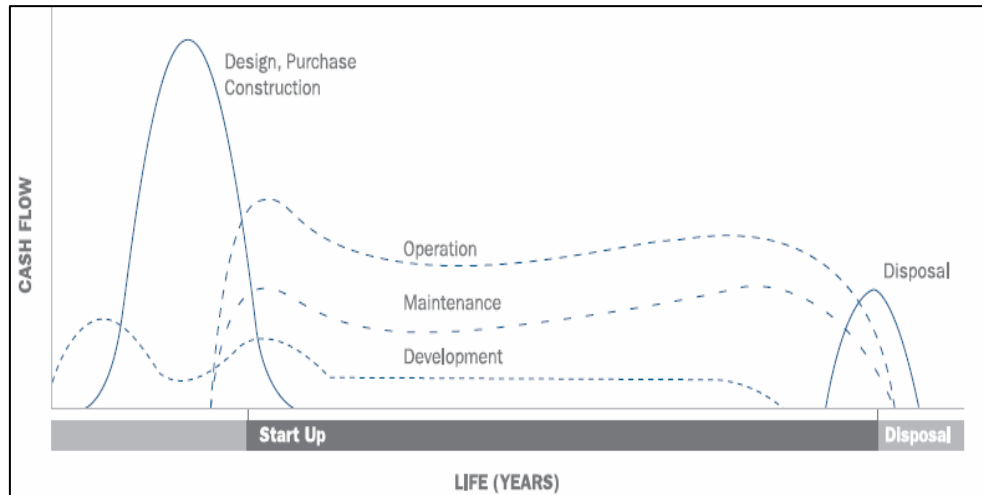 Design, Purchase
Construction
CASH FLOW
Operation
Disposal
Maintenance
Development
Start Up
Disposal
LIFE (YEARS)